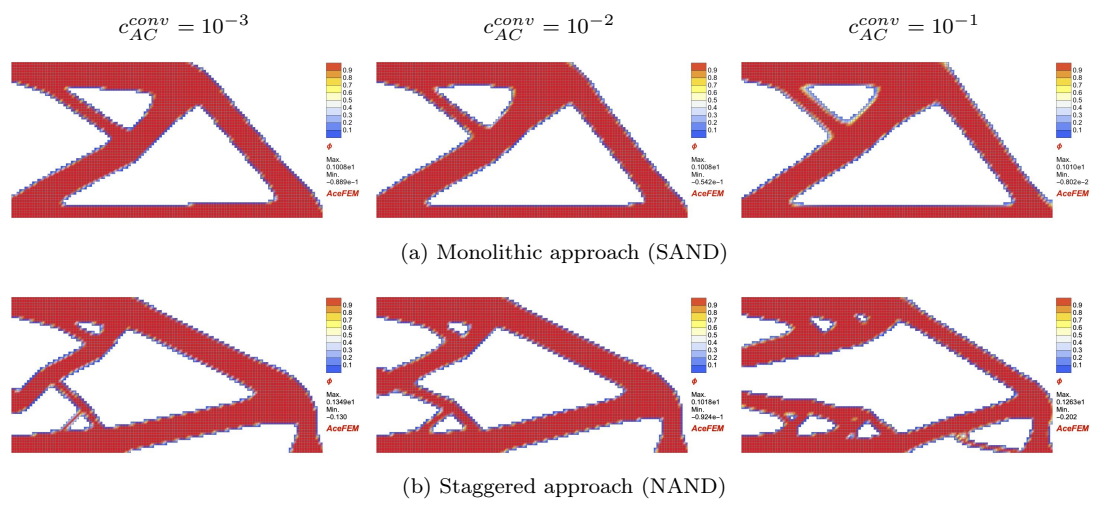 c_{AC}^{conv} = 10^{-3}
c_{AC}^{conv} = 10^{-2}
c_{AC}^{conv} = 10^{-1}
0.9
0.8
0.7
0.6
0.5
0.4
0.3
0.2
0.1
ϕ
Max.
0.1008e1
Min.
−0.889e−1
AceFEM
0.9
0.8
0.7
0.6
0.5
0.4
0.3
0.2
0.1
ϕ
Max.
0.1008e1
Min.
−0.542e−1
AceFEM
0.9
0.8
0.7
0.6
0.5
0.4
0.3
0.2
0.1
ϕ
Max.
0.1010e1
Min.
−0.802e−2
AceFEM
(a) Monolithic approach (SAND)
0.9
0.8
0.7
0.6
0.5
0.4
0.3
0.2
0.1
ϕ
Max.
0.1349e1
Min.
−0.130
AceFEM
0.9
0.8
0.7
0.6
0.5
0.4
0.3
0.2
0.1
ϕ
Max.
0.1018e1
Min.
−0.924e−1
AceFEM
0.9
0.8
0.7
0.6
0.5
0.4
0.3
0.2
0.1
ϕ
Max.
0.1263e1
Min.
−0.202
AceFEM
(b) Staggered approach (NAND)